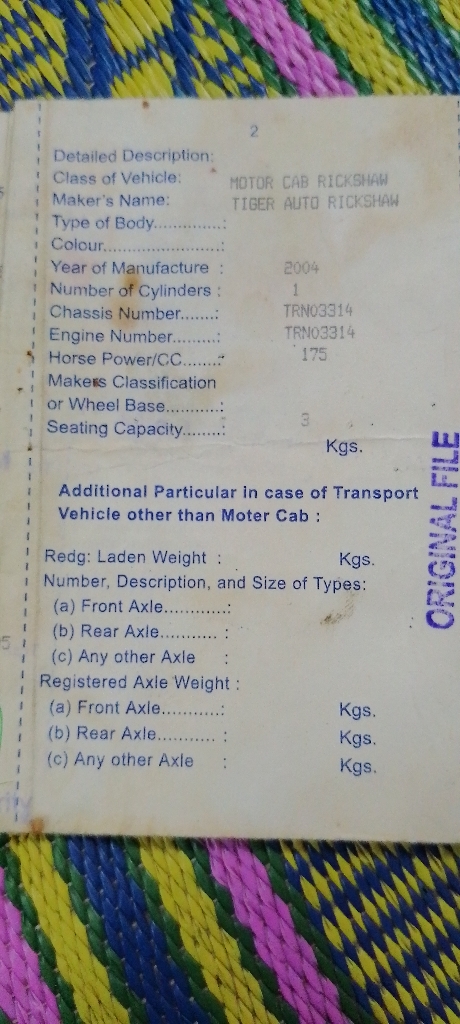 2
Detailed Description:
Class of Vehicle: MOTOR CAB RICKSHAW
Maker's Name: TIGER AUTO RICKSHAW
Type of Body..............:
Colour.......................:
Year of Manufacture : 2004
Number of Cylinders : 1
Chassis Number.......: TRN03314
Engine Number.........: TRN03314
Horse Power/CC.......: 175
Makers Classification
or Wheel Base...........:
Seating Capacity.......: 3
Kgs.
Additional Particular in case of Transport
Vehicle other than Moter Cab :
Redg: Laden Weight : Kgs.
Number, Description, and Size of Types:
(a) Front Axle............:
(b) Rear Axle........... :
(c) Any other Axle :
Registered Axle Weight :
(a) Front Axle...........: Kgs.
(b) Rear Axle........... : Kgs.
(c) Any other Axle : Kgs.
ORIGINAL FILE